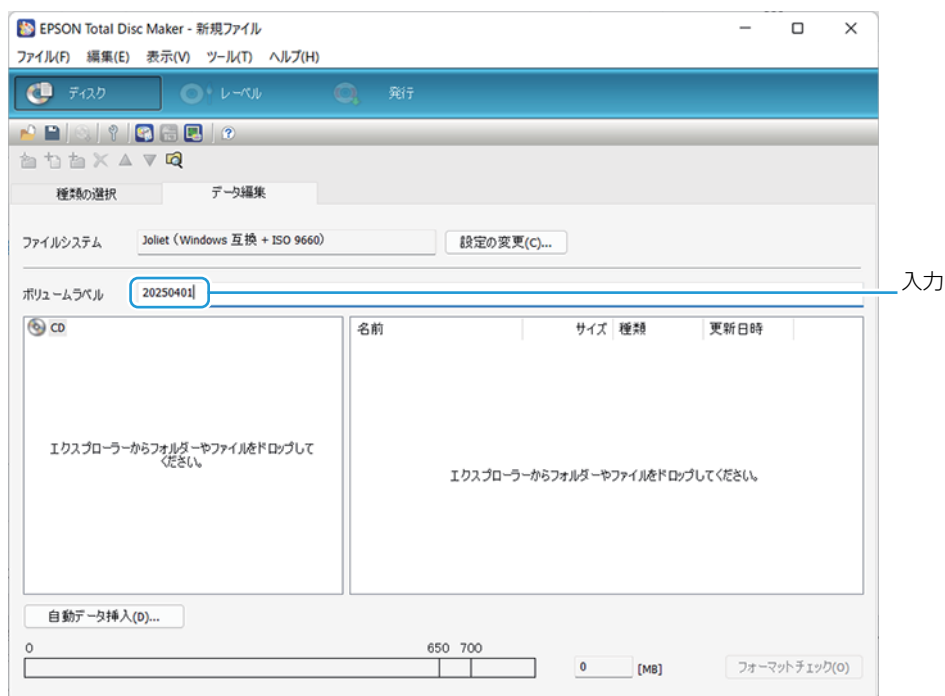 EPSON Total Disc Maker - 新規ファイル
ファイル(F) 編集(E) 表示(V) ツール(T) ヘルプ(H)
ディスク レーベル 発行
種類の選択 データ編集
ファイルシステム Joliet (Windows 互換 + ISO 9660) 設定の変更(C)...
ボリュームラベル 20250401
入力
CD
名前 サイズ 種類 更新日時
エクスプローラーからフォルダーやファイルをドロップして
ください。
エクスプローラーからフォルダーやファイルをドロップしてください。
自動データ挿入(D)...
0 650 700
0 [MB] フォーマットチェック(O)